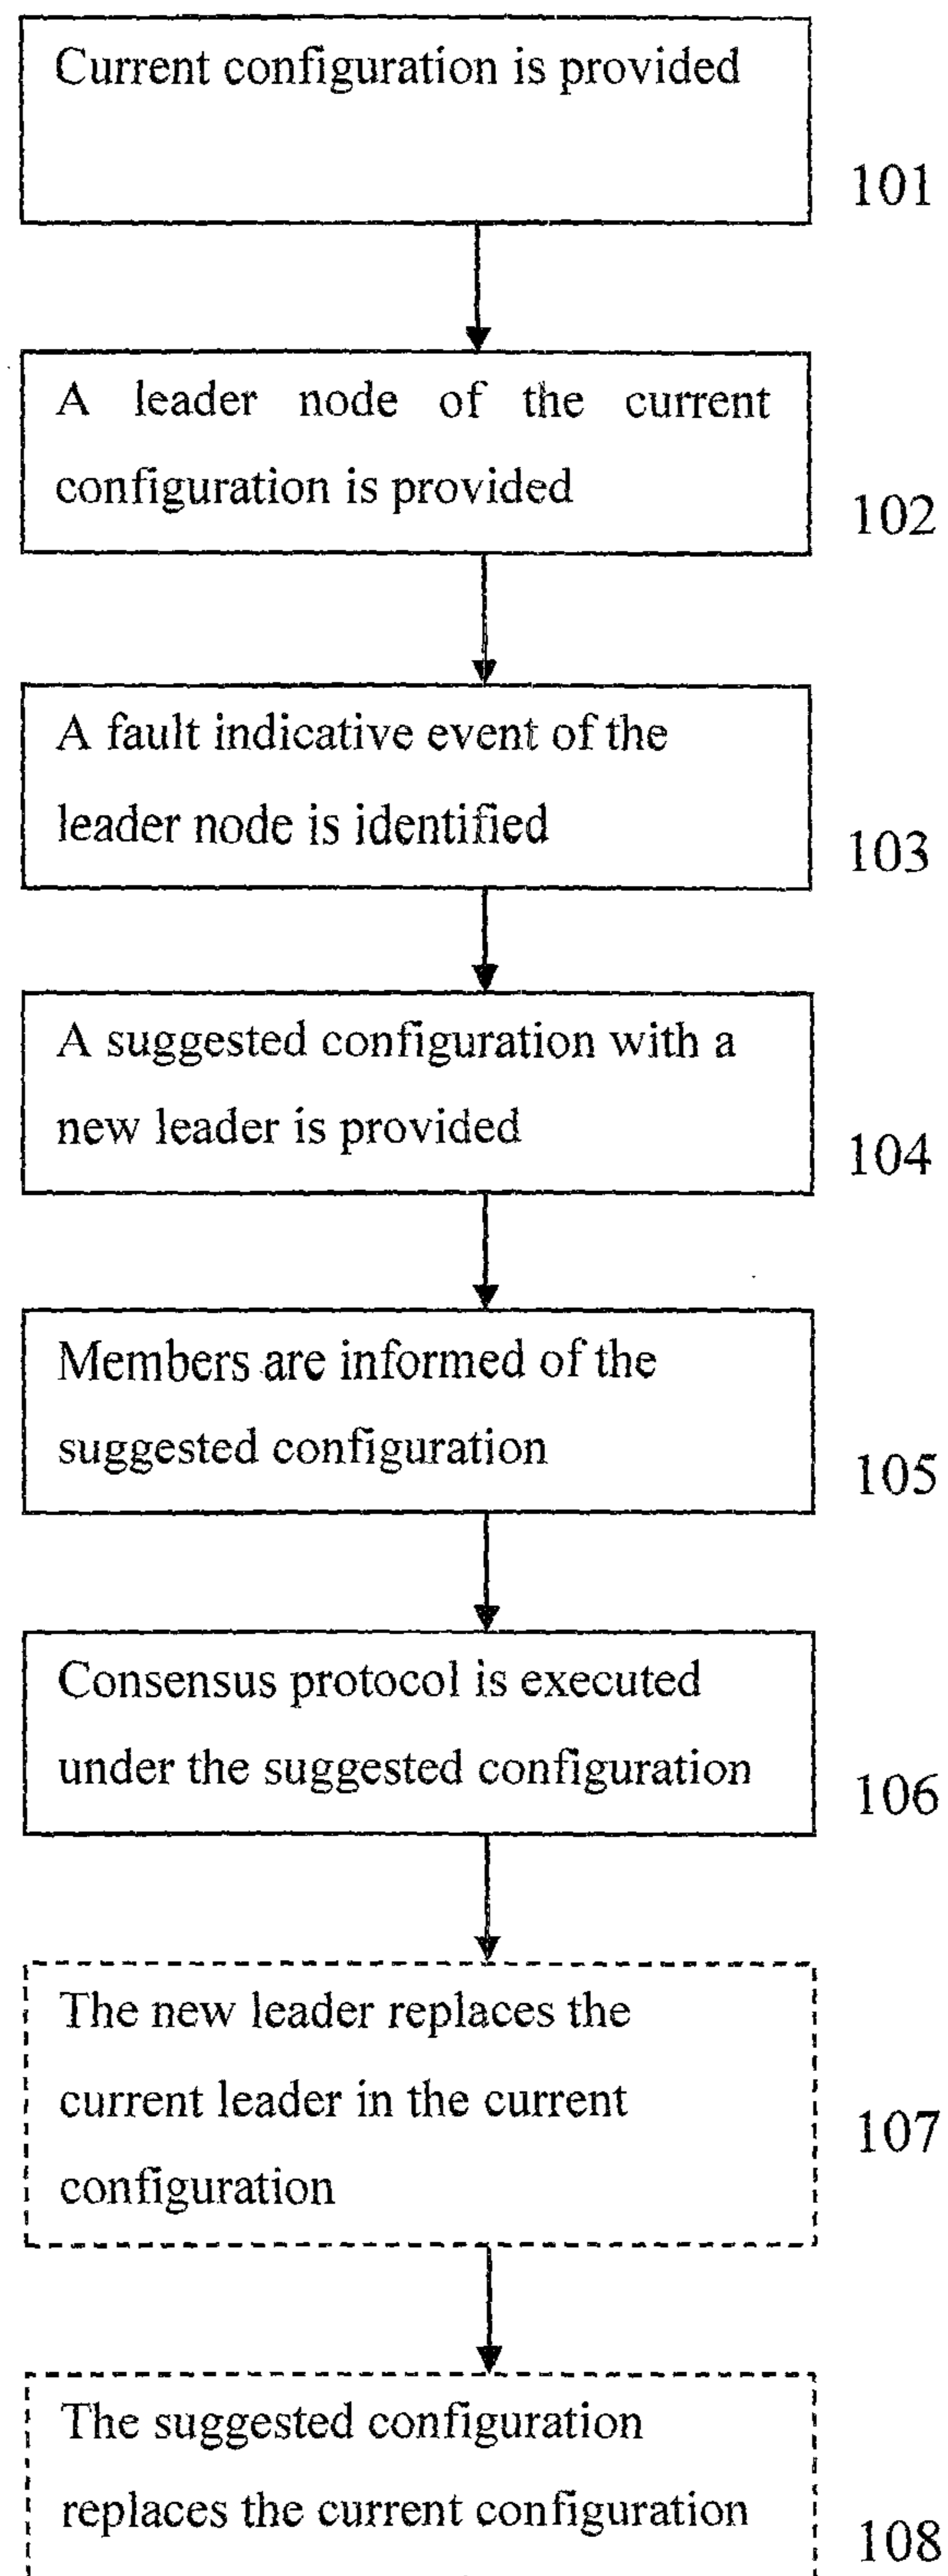 Current configuration is provided
101
A leader node of the current
configuration is provided
102
A fault indicative event of the
leader node is identified
103
A suggested configuration with a
new leader is provided
104
Members are informed of the
suggested configuration
105
Consensus protocol is executed
under the suggested configuration
106
The new leader replaces the
current leader in the current
configuration
107
The suggested configuration
replaces the current configuration
108